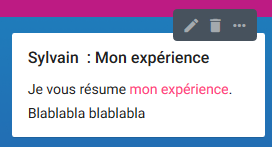 Sylvain : Mon expérience
Je vous résume mon expérience.
Blablabla blablabla